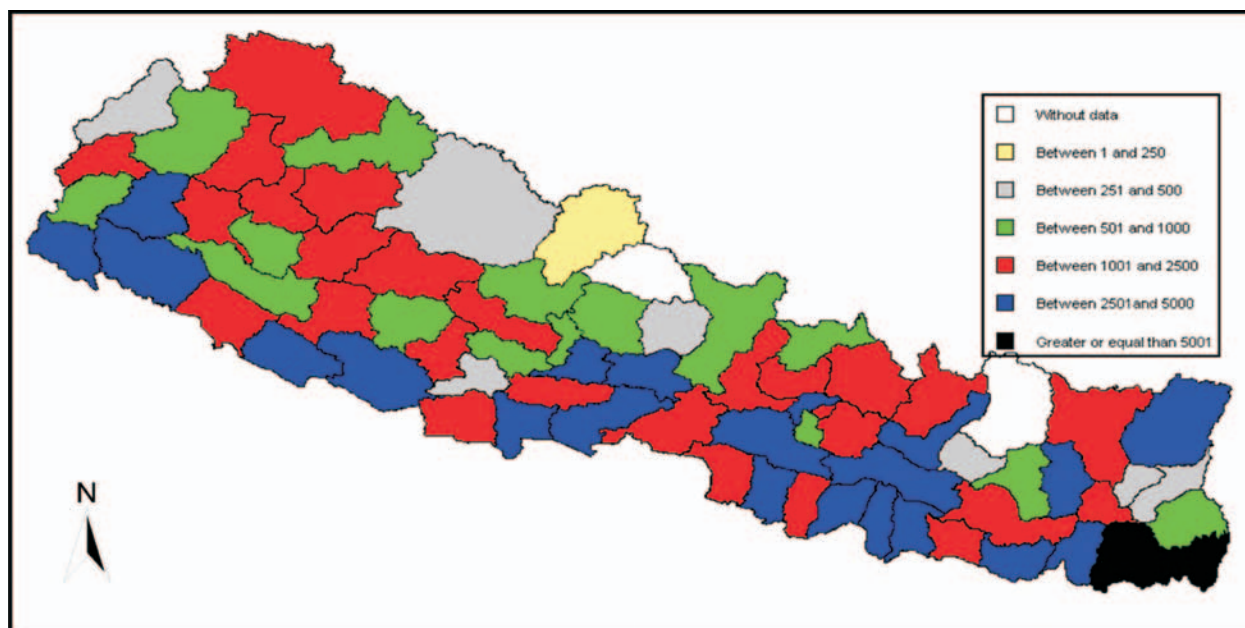 Without data
Between 1 and 250
Between 251 and 500
Between 501 and 1000
Between 1001 and 2500
Between 2501and 5000
Greater or equal than 5001
N